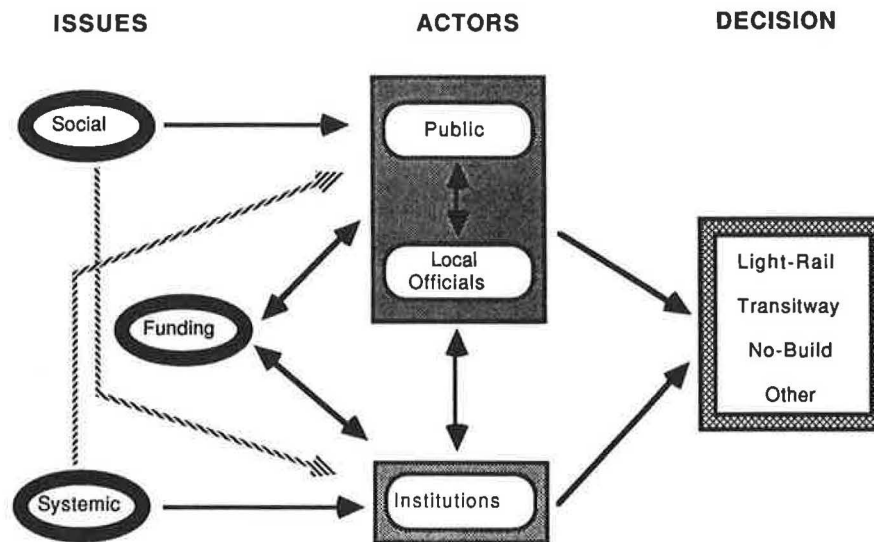 ISSUES ACTORS DECISION
Social
Public
Local
Officials
Funding
Systemic
Institutions
Light-Rail
Transitway
No-Build
Other